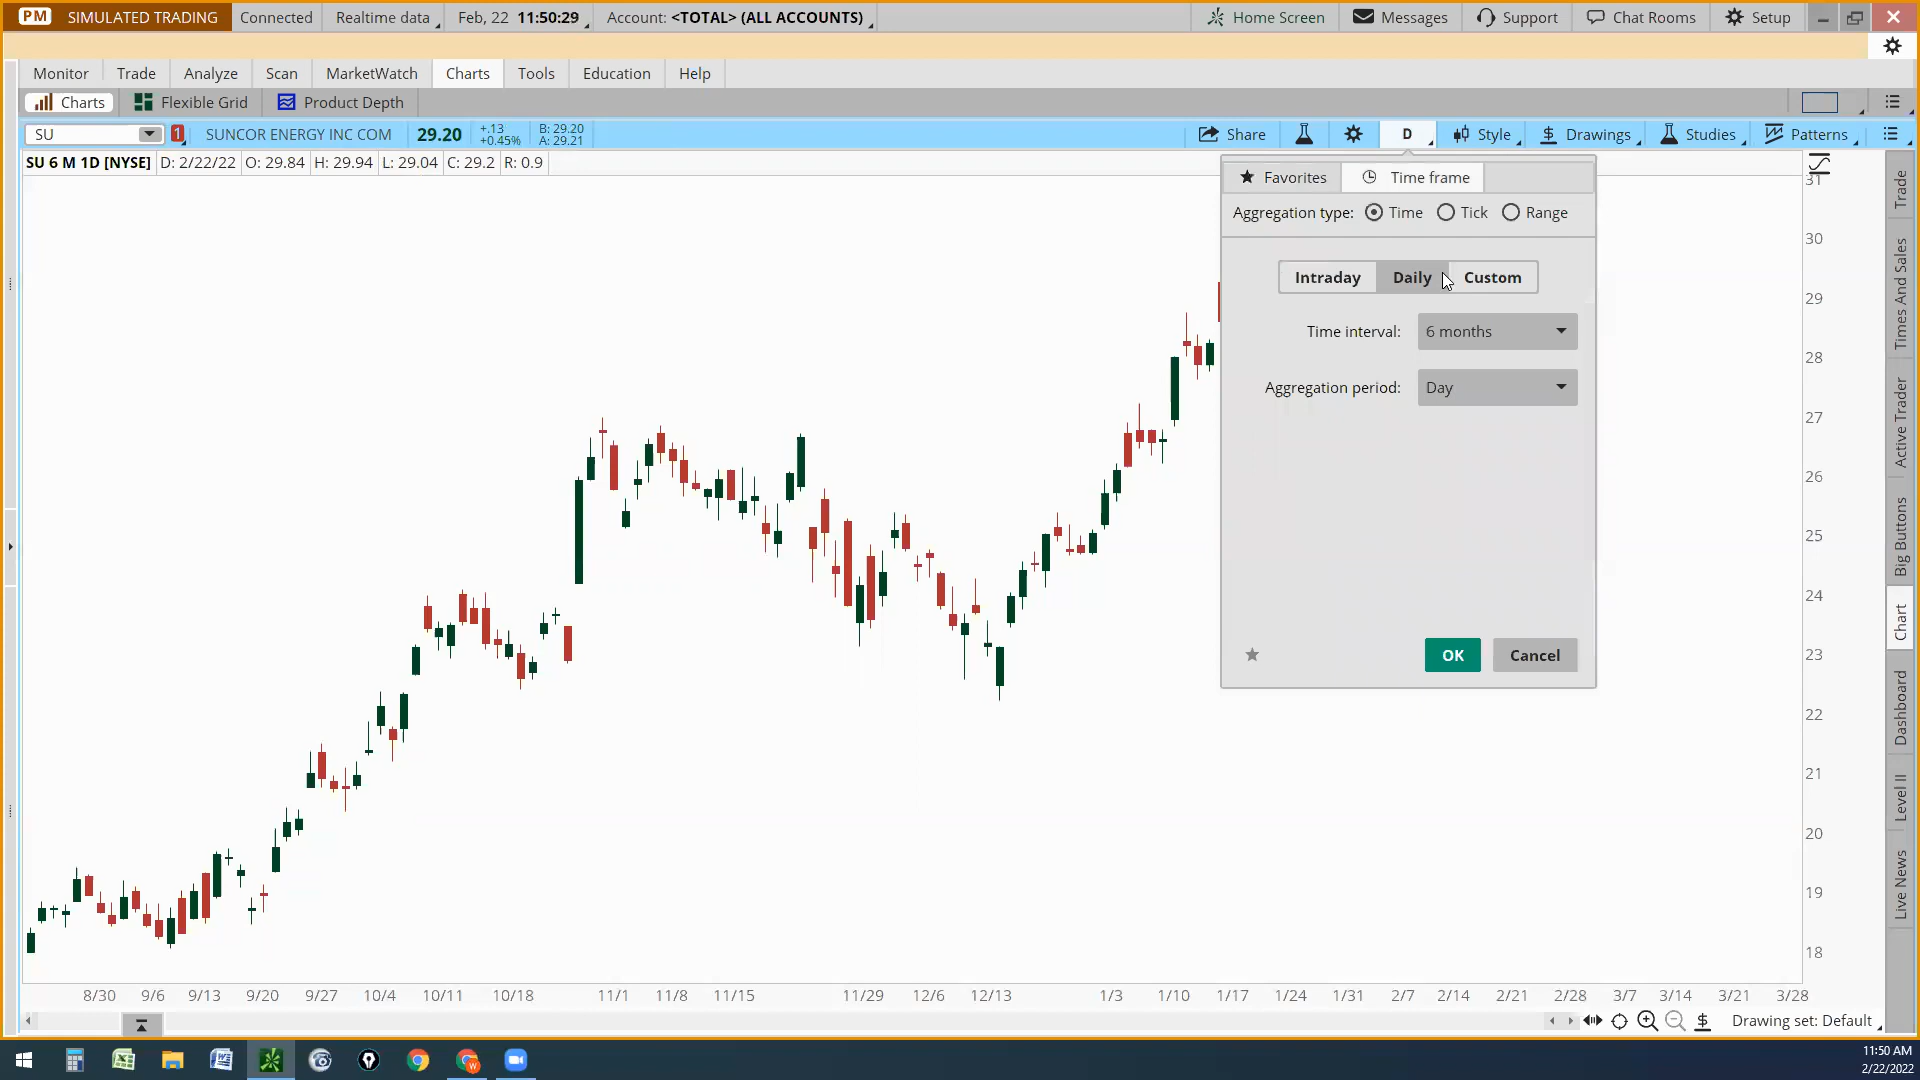 PM SIMULATED TRADING Connected Realtime data Feb, 22 11:50:29 Account: <TOTAL> (ALL ACCOUNTS) Home Screen Messages Support Chat Rooms Setup
Monitor Trade Analyze Scan MarketWatch Charts Tools Education Help
Charts Flexible Grid Product Depth
SU 1 SUNCOR ENERGY INC COM 29.20 +.13 +0.45% B: 29.20 A: 29.21 Share D Style Drawings Studies Patterns
SU 6 M 1D [NYSE] D: 2/22/22 O: 29.84 H: 29.94 L: 29.04 C: 29.2 R: 0.9
Favorites Time frame
Aggregation type: Time Tick Range
Intraday Daily Custom
Time interval: 6 months
Aggregation period: Day
OK Cancel
31
30
29
28
27
26
25
24
23
22
21
20
19
18
8/30 9/6 9/13 9/20 9/27 10/4 10/11 10/18 11/1 11/8 11/15 11/29 12/6 12/13 1/3 1/10 1/17 1/24 1/31 2/7 2/14 2/21 2/28 3/7 3/14 3/21 3/28
Drawing set: Default
Trade
Times And Sales
Active Trader
Big Buttons
Chart
Dashboard
Level II
Live News
11:50 AM
2/22/2022